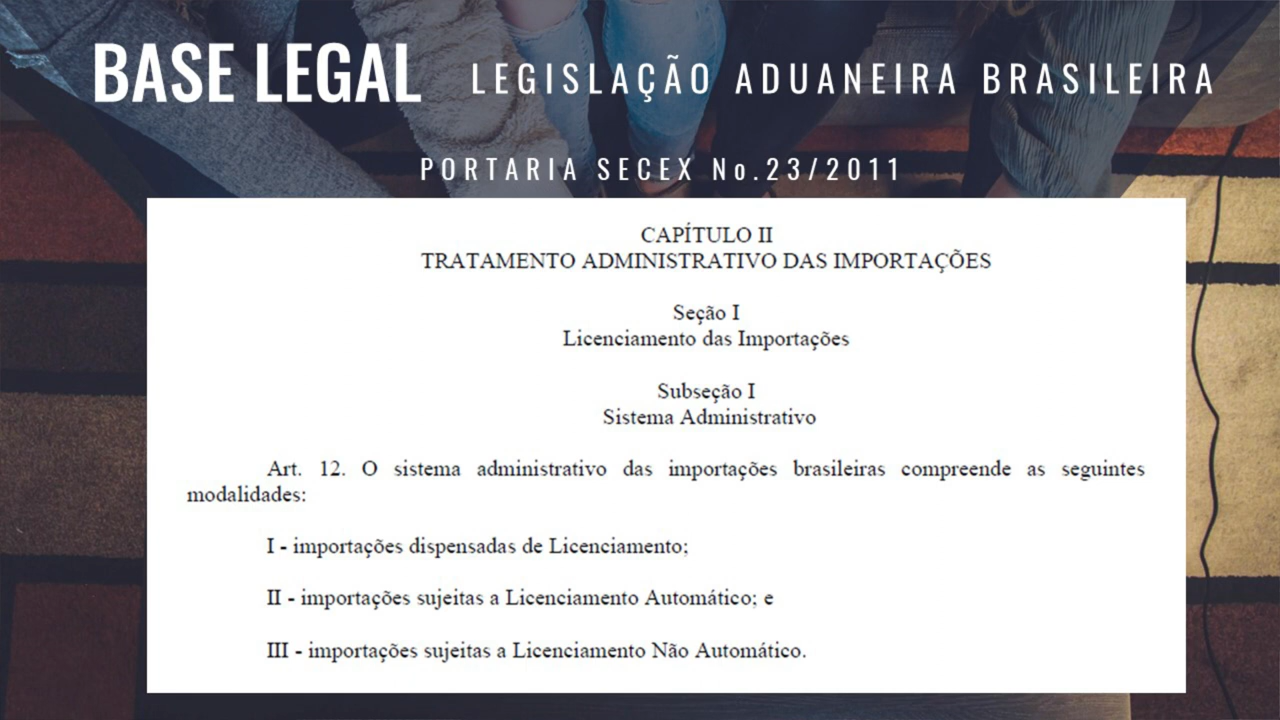 BASE LEGAL LEGISLAÇÃO ADUANEIRA BRASILEIRA
PORTARIA SECEX No.23/2011
CAPÍTULO II
TRATAMENTO ADMINISTRATIVO DAS IMPORTAÇÕES
Seção I
Licenciamento das Importações
Subseção I
Sistema Administrativo
Art. 12. O sistema administrativo das importações brasileiras compreende as seguintes
modalidades:
I - importações dispensadas de Licenciamento;
II - importações sujeitas a Licenciamento Automático; e
III - importações sujeitas a Licenciamento Não Automático.